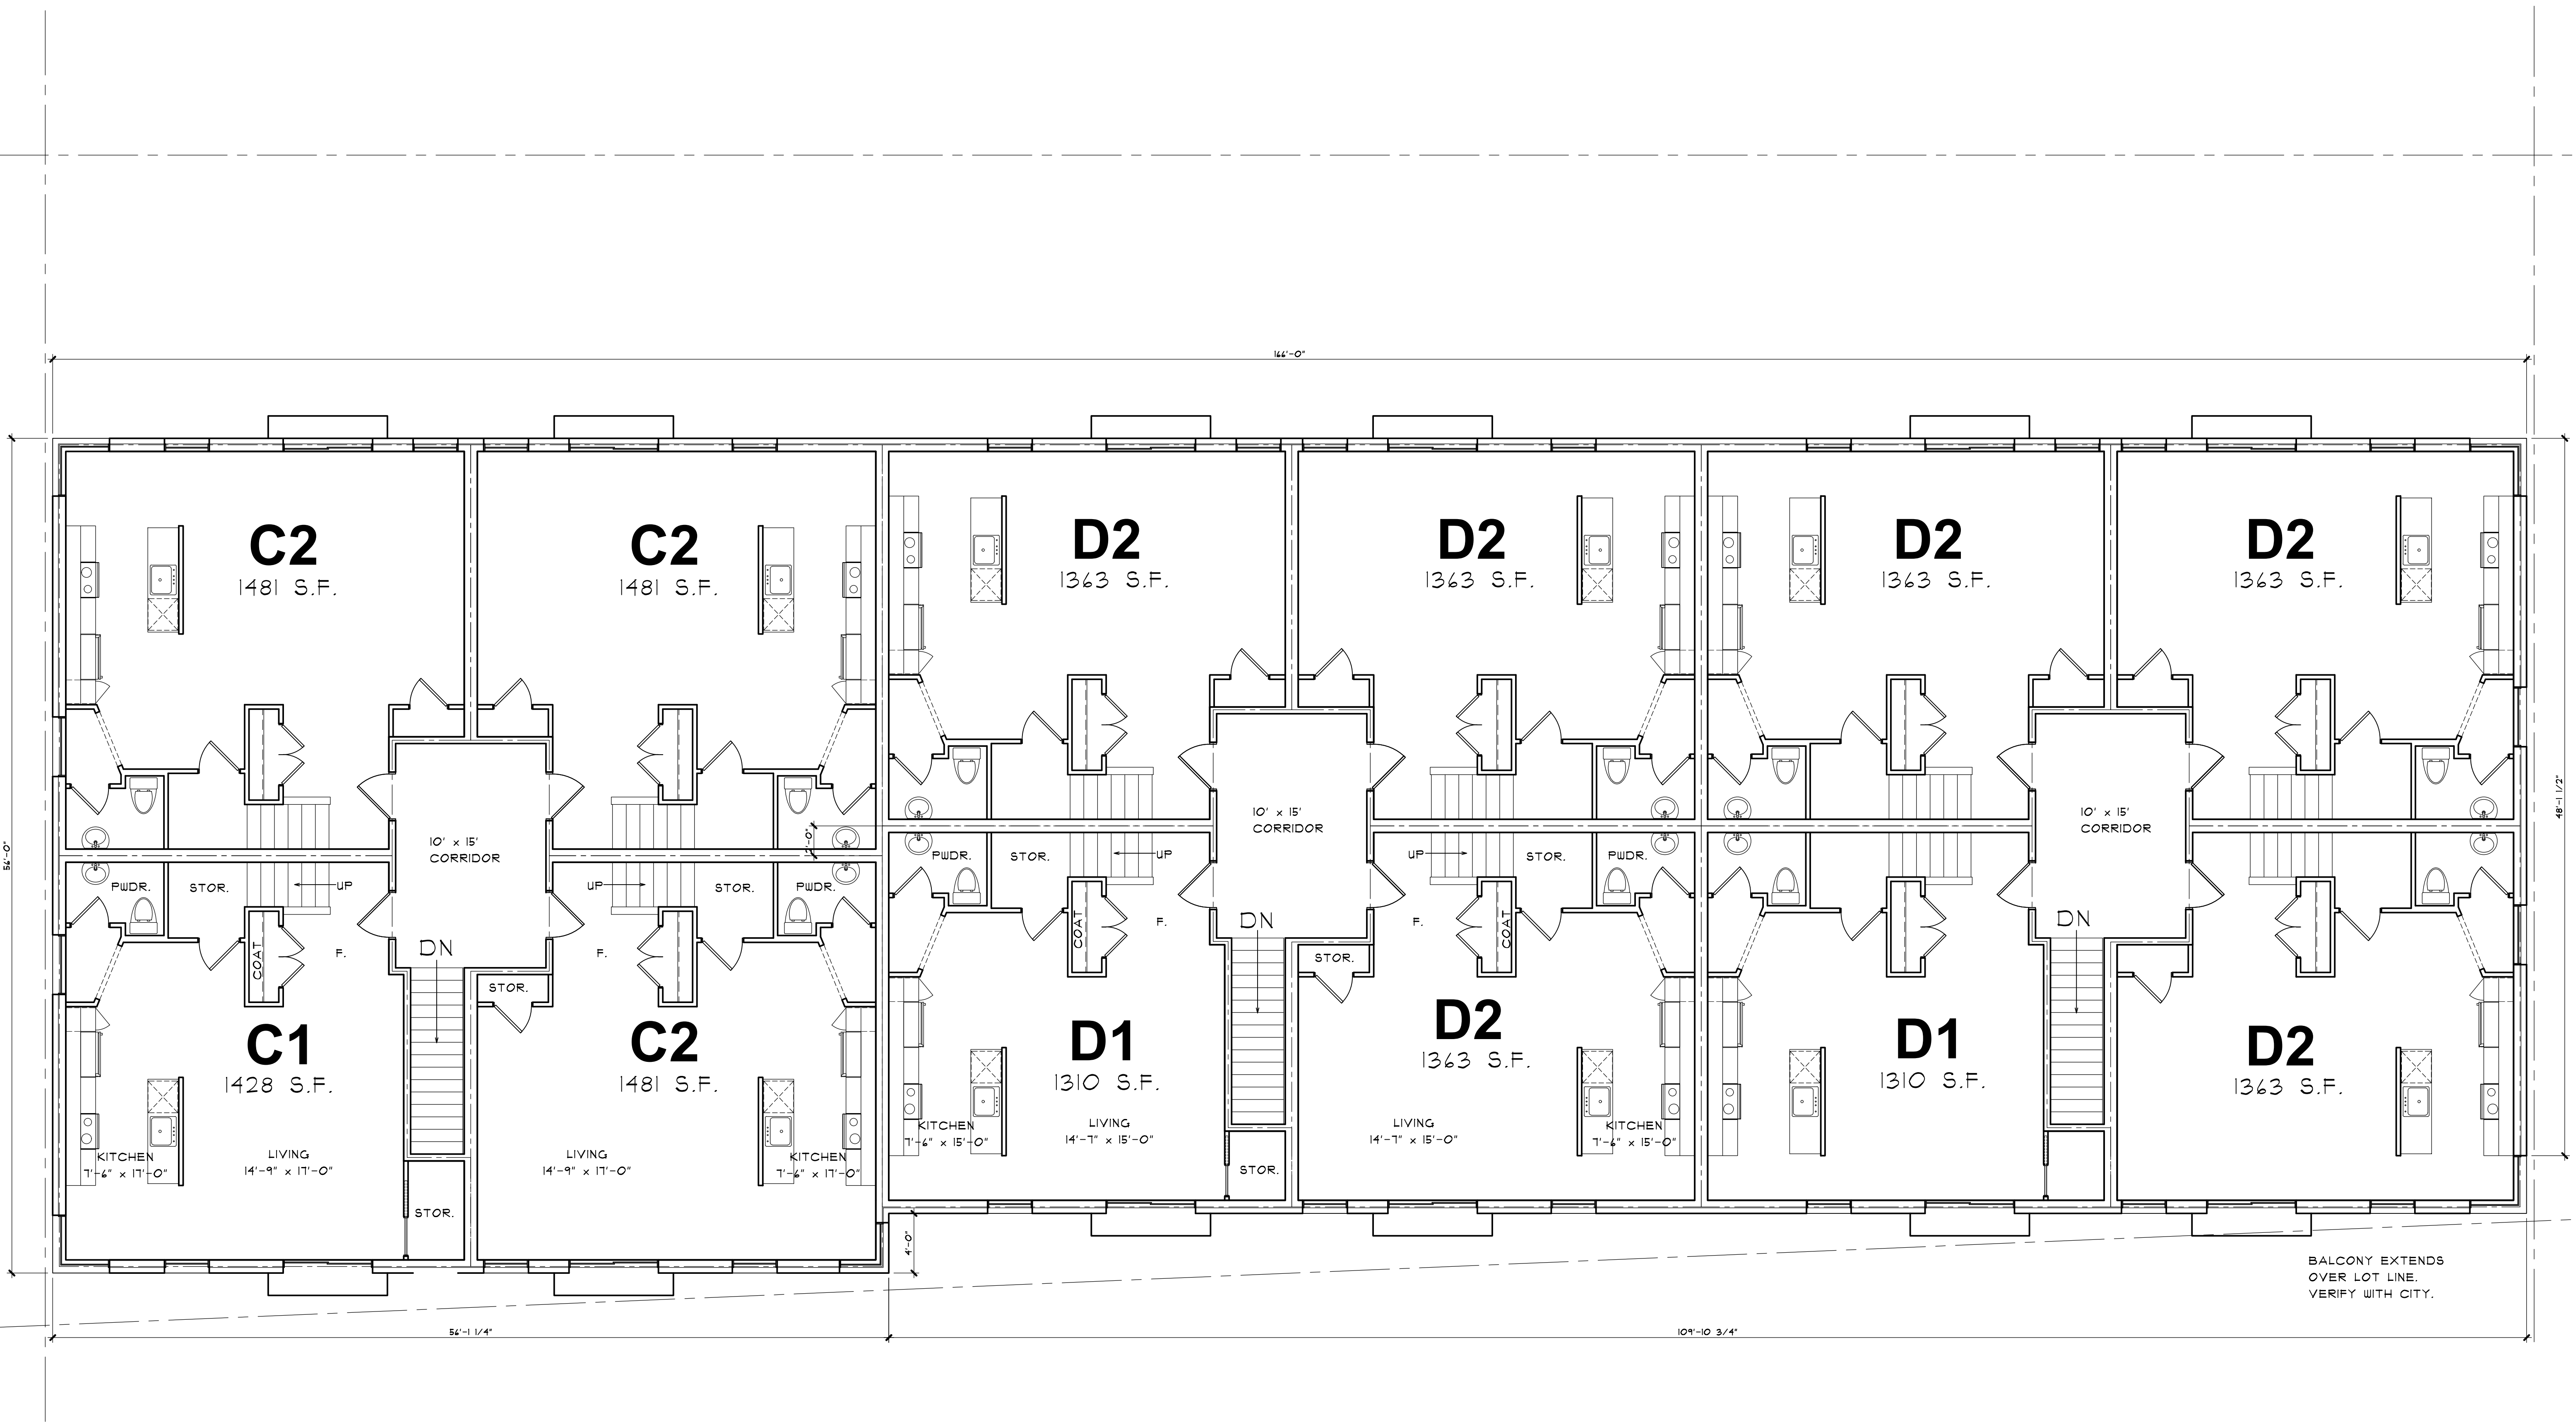 166'-0"
C2
1481 S.F.
C2
1481 S.F.
D2
1363 S.F.
D2
1363 S.F.
D2
1363 S.F.
D2
1363 S.F.
56'-0"
48'-1 1/2"
10' x 15'
CORRIDOR
2'-0"
10' x 15'
CORRIDOR
10' x 15'
CORRIDOR
PWDR.
STOR.
UP
UP
STOR.
PWDR.
PWDR.
STOR.
UP
UP
STOR.
PWDR.
COAT
F.
DN
F.
STOR.
COAT
F.
DN
F.
COAT
STOR.
DN
C1
1428 S.F.
C2
1481 S.F.
D1
1310 S.F.
D2
1363 S.F.
D1
1310 S.F.
D2
1363 S.F.
KITCHEN
7'-6" x 17'-0"
LIVING
14'-9" x 17'-0"
LIVING
14'-9" x 17'-0"
KITCHEN
7'-6" x 17'-0"
KITCHEN
7'-6" x 15'-0"
LIVING
14'-7" x 15'-0"
LIVING
14'-7" x 15'-0"
KITCHEN
7'-6" x 15'-0"
STOR.
STOR.
4'-0"
BALCONY EXTENDS
OVER LOT LINE.
VERIFY WITH CITY.
56'-1 1/4"
109'-10 3/4"